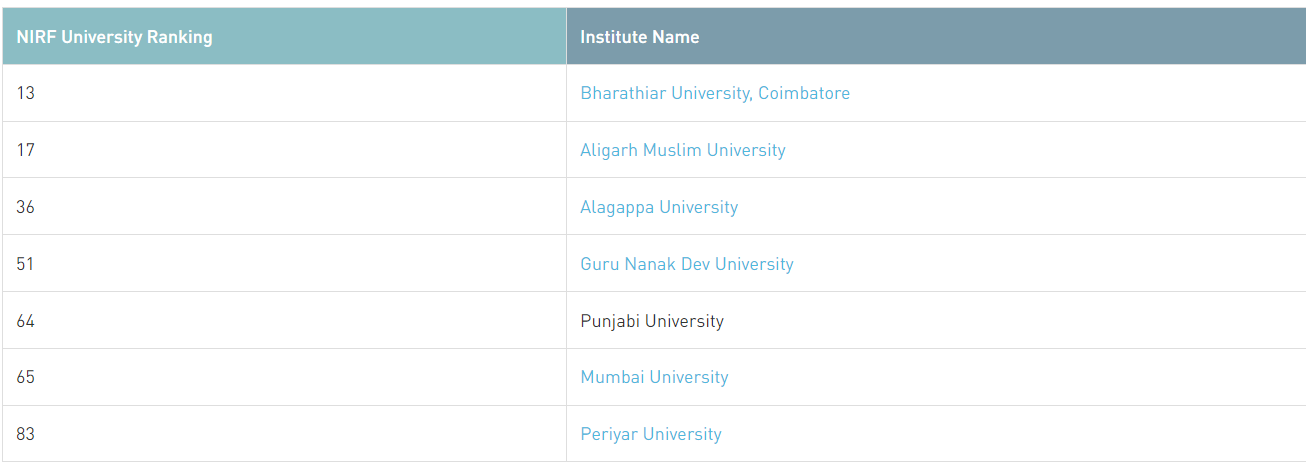 NIRF University Ranking Institute Name
13 Bharathiar University, Coimbatore
17 Aligarh Muslim University
36 Alagappa University
51 Guru Nanak Dev University
64 Punjabi University
65 Mumbai University
83 Periyar University